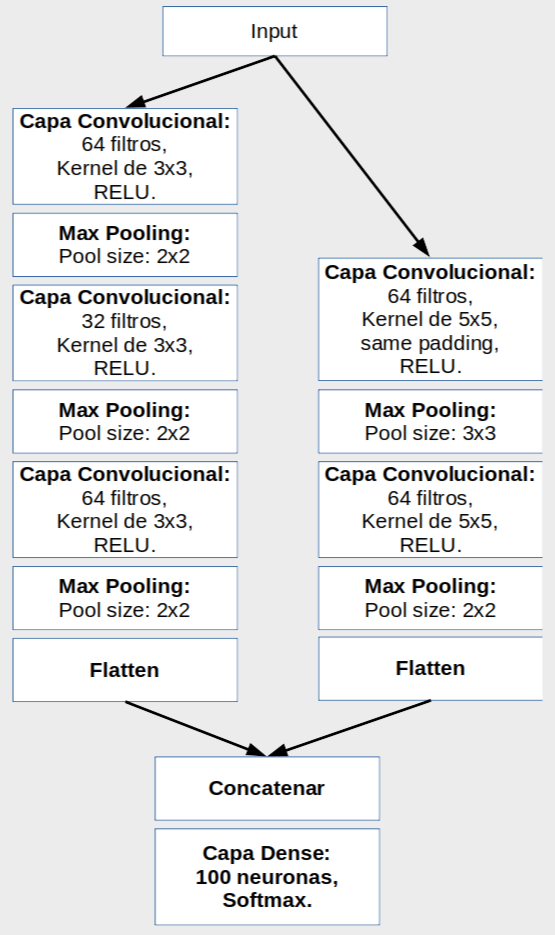 Input
Capa Convolucional:
64 filtros,
Kernel de 3x3,
RELU.
Max Pooling:
Pool size: 2x2
Capa Convolucional:
32 filtros,
Kernel de 3x3,
RELU.
Max Pooling:
Pool size: 2x2
Capa Convolucional:
64 filtros,
Kernel de 3x3,
RELU.
Max Pooling:
Pool size: 2x2
Flatten
Capa Convolucional:
64 filtros,
Kernel de 5x5,
same padding,
RELU.
Max Pooling:
Pool size: 3x3
Capa Convolucional:
64 filtros,
Kernel de 5x5,
RELU.
Max Pooling:
Pool size: 2x2
Flatten
Concatenar
Capa Dense:
100 neuronas,
Softmax.